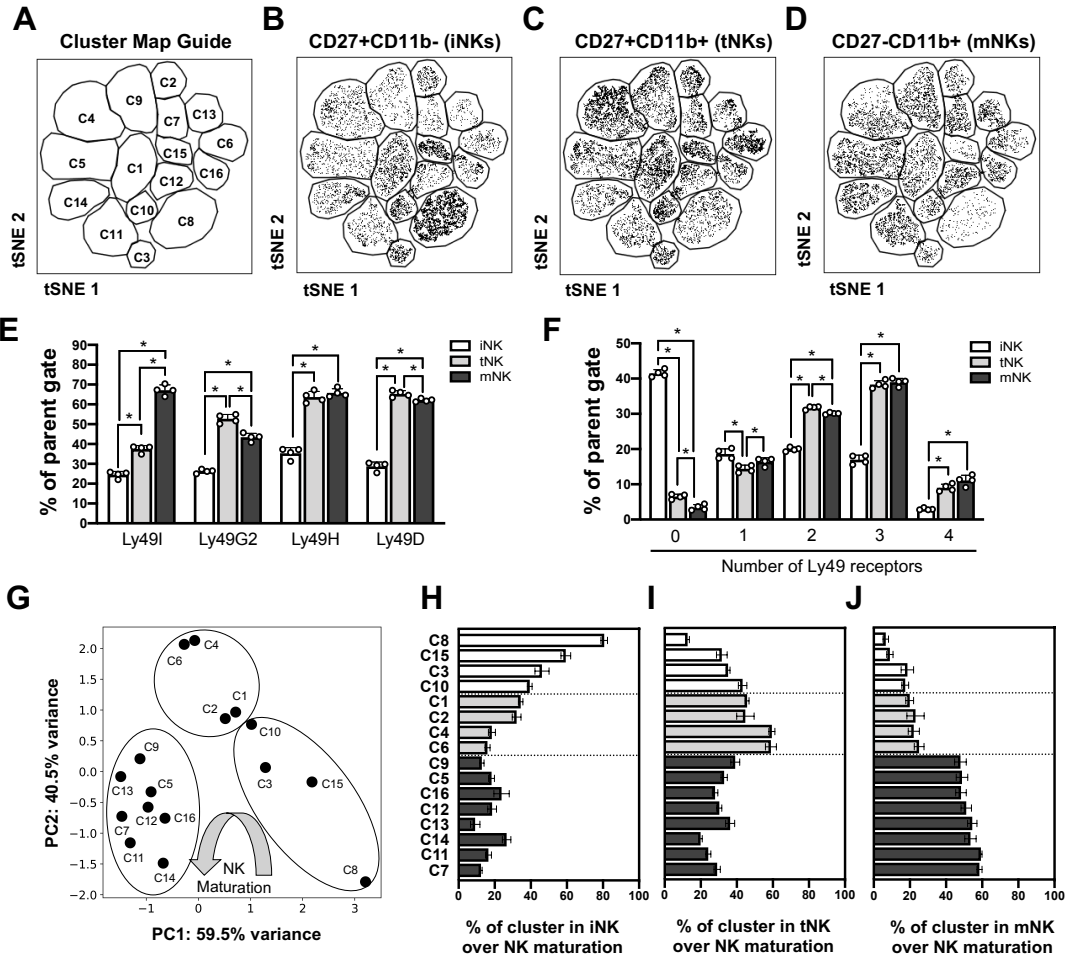 A
Cluster Map Guide
C2
C9
C4
C7
C13
C6
C5
C1
C15
C16
C12
C14
C10
C8
C11
C3
tSNE 2
tSNE 1
B
CD27+CD11b- (iNKs)
tSNE 2
tSNE 1
C
CD27+CD11b+ (tNKs)
tSNE 2
tSNE 1
D
CD27-CD11b+ (mNKs)
tSNE 2
tSNE 1
E
% of parent gate
90
80
70
60
50
40
30
20
10
0
* * *
* * *
* *
* * *
iNK
tNK
mNK
Ly49I Ly49G2 Ly49H Ly49D
F
% of parent gate
50
40
30
20
10
0
* * *
* *
* * *
* *
* *
iNK
tNK
mNK
0 1 2 3 4
Number of Ly49 receptors
G
PC2: 40.5% variance
2.0
1.5
1.0
0.5
0.0
−0.5
−1.0
−1.5
−2.0
C4
C6
C1
C2
C10
C9
C3
C15
C13
C5
C12
C16
C7
C11
C14
C8
NK
Maturation
−1 0 1 2 3
PC1: 59.5% variance
H
C8
C15
C3
C10
C1
C2
C4
C6
C9
C5
C16
C12
C13
C14
C11
C7
0 20 40 60 80 100
% of cluster in iNK
over NK maturation
I
0 20 40 60 80 100
% of cluster in tNK
over NK maturation
J
0 20 40 60 80 100
% of cluster in mNK
over NK maturation